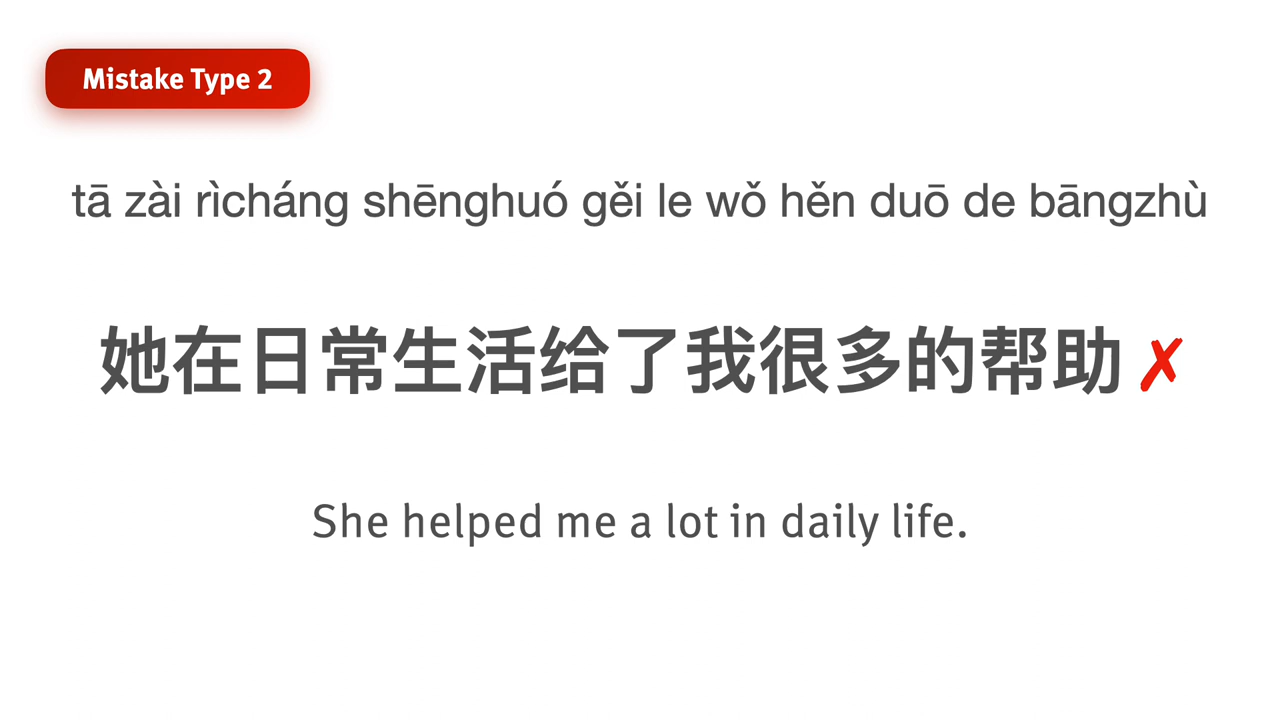 Mistake Type 2
tā zài rìcháng shēnghuó gěi le wǒ hěn duō de bāngzhù
她在日常生活给了我很多的帮助✗
She helped me a lot in daily life.